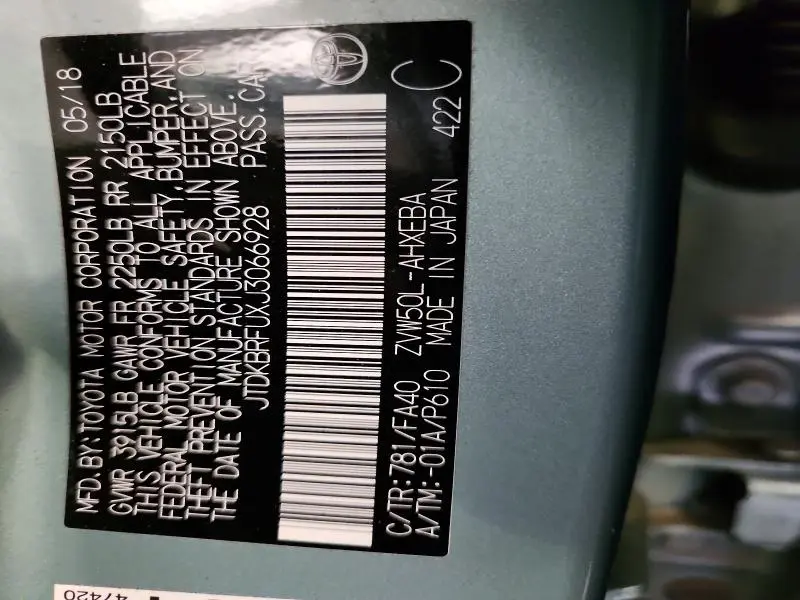 MFD.BY:TOYOTA MOTOR CORPORATION 05/18
GVWR 3915LB GAWR FR 2250LB RR 2150LB
THIS VEHICLE CONFORMS TO ALL APPLICABLE
FEDERAL MOTOR VEHICLE SAFETY,BUMPER,AND
THEFT PREVENTION STANDARDS IN EFFECT ON
THE DATE OF MANUFACTURE SHOWN ABOVE.
JTDKBRFUXJ3066928 PASS.CAR
C/TR:781/FA40 ZVW50L-AHXEBA
A/TM:-01A/P610 MADE IN JAPAN 422 C
47420